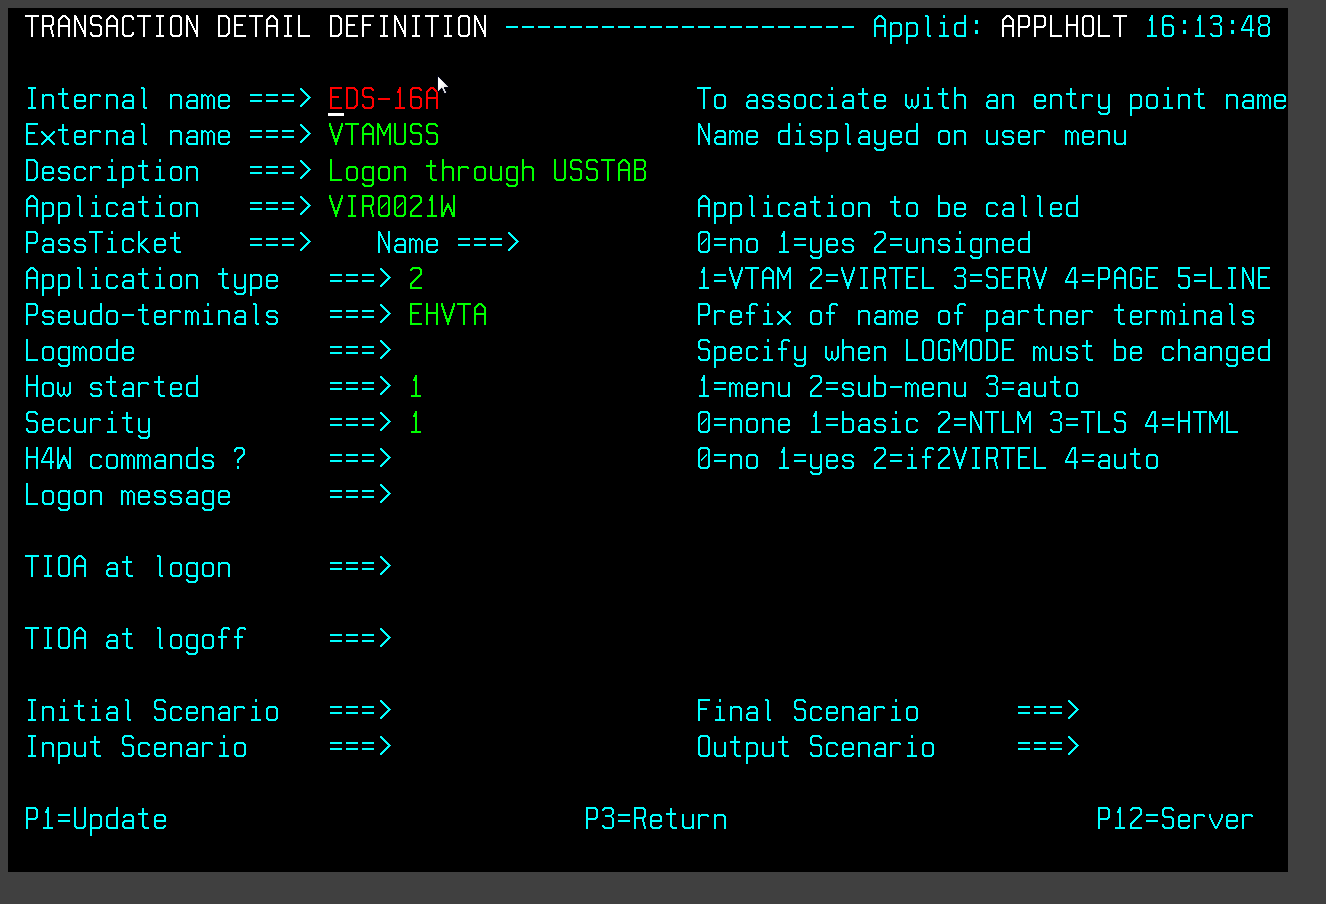 TRANSACTION DETAIL DEFINITION ---------------------- Applid: APPLHOLT 16:13:48
Internal name ===> EDS-16A To associate with an entry point name
External name ===> VTAMUSS Name displayed on user menu
Description ===> Logon through USSTAB
Application ===> VIR0021W Application to be called
PassTicket ===> Name ===> 0=no 1=yes 2=unsigned
Application type ===> 2 1=VTAM 2=VIRTEL 3=SERV 4=PAGE 5=LINE
Pseudo-terminals ===> EHVTA Prefix of name of partner terminals
Logmode ===> Specify when LOGMODE must be changed
How started ===> 1 1=menu 2=sub-menu 3=auto
Security ===> 1 0=none 1=basic 2=NTLM 3=TLS 4=HTML
H4W commands ? ===> 0=no 1=yes 2=if2VIRTEL 4=auto
Logon message ===>
TIOA at logon ===>
TIOA at logoff ===>
Initial Scenario ===> Final Scenario ===>
Input Scenario ===> Output Scenario ===>
P1=Update P3=Return P12=Server